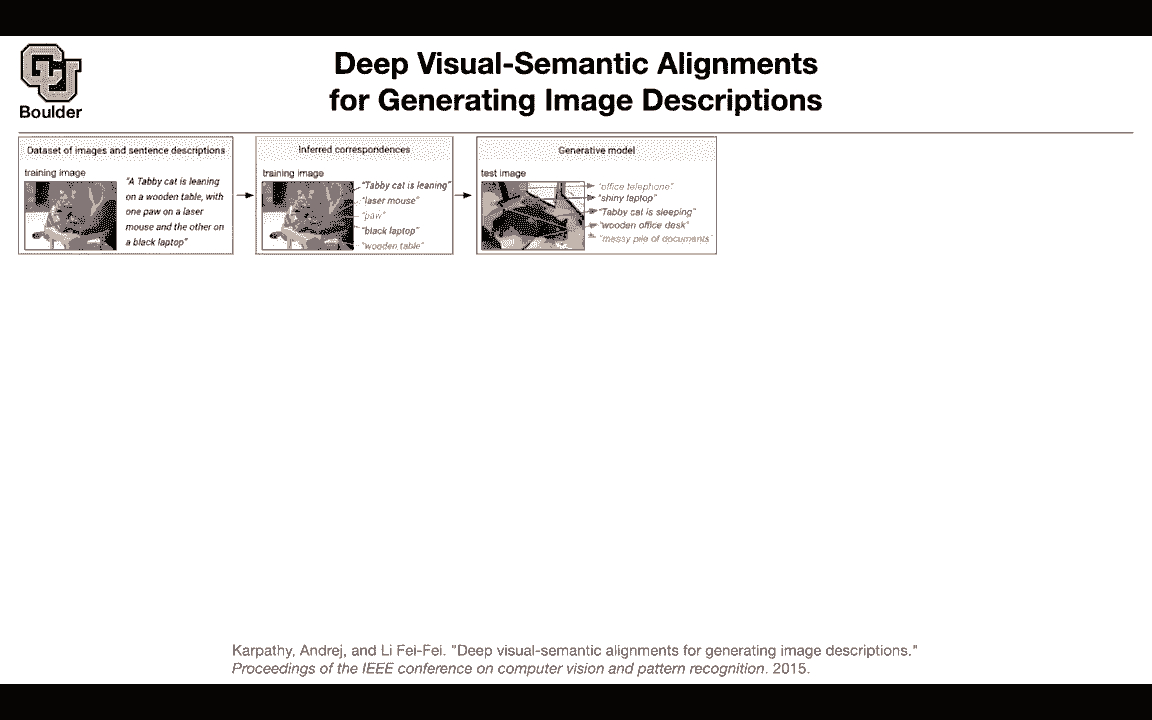 CU
Boulder
Deep Visual-Semantic Alignments
for Generating Image Descriptions
Dataset of images and sentence descriptions
training image
"A Tabby cat is leaning
on a wooden table, with
one paw on a laser
mouse and the other on
a black laptop"
Inferred correspondences
training image
"Tabby cat is leaning"
"laser mouse"
"paw"
"black laptop"
"wooden table"
Generative model
test image
"office telephone"
"shiny laptop"
"Tabby cat is sleeping"
"wooden office desk"
"messy pile of documents"
Karpathy, Andrej, and Li Fei-Fei. "Deep visual-semantic alignments for generating image descriptions."
Proceedings of the IEEE conference on computer vision and pattern recognition. 2015.